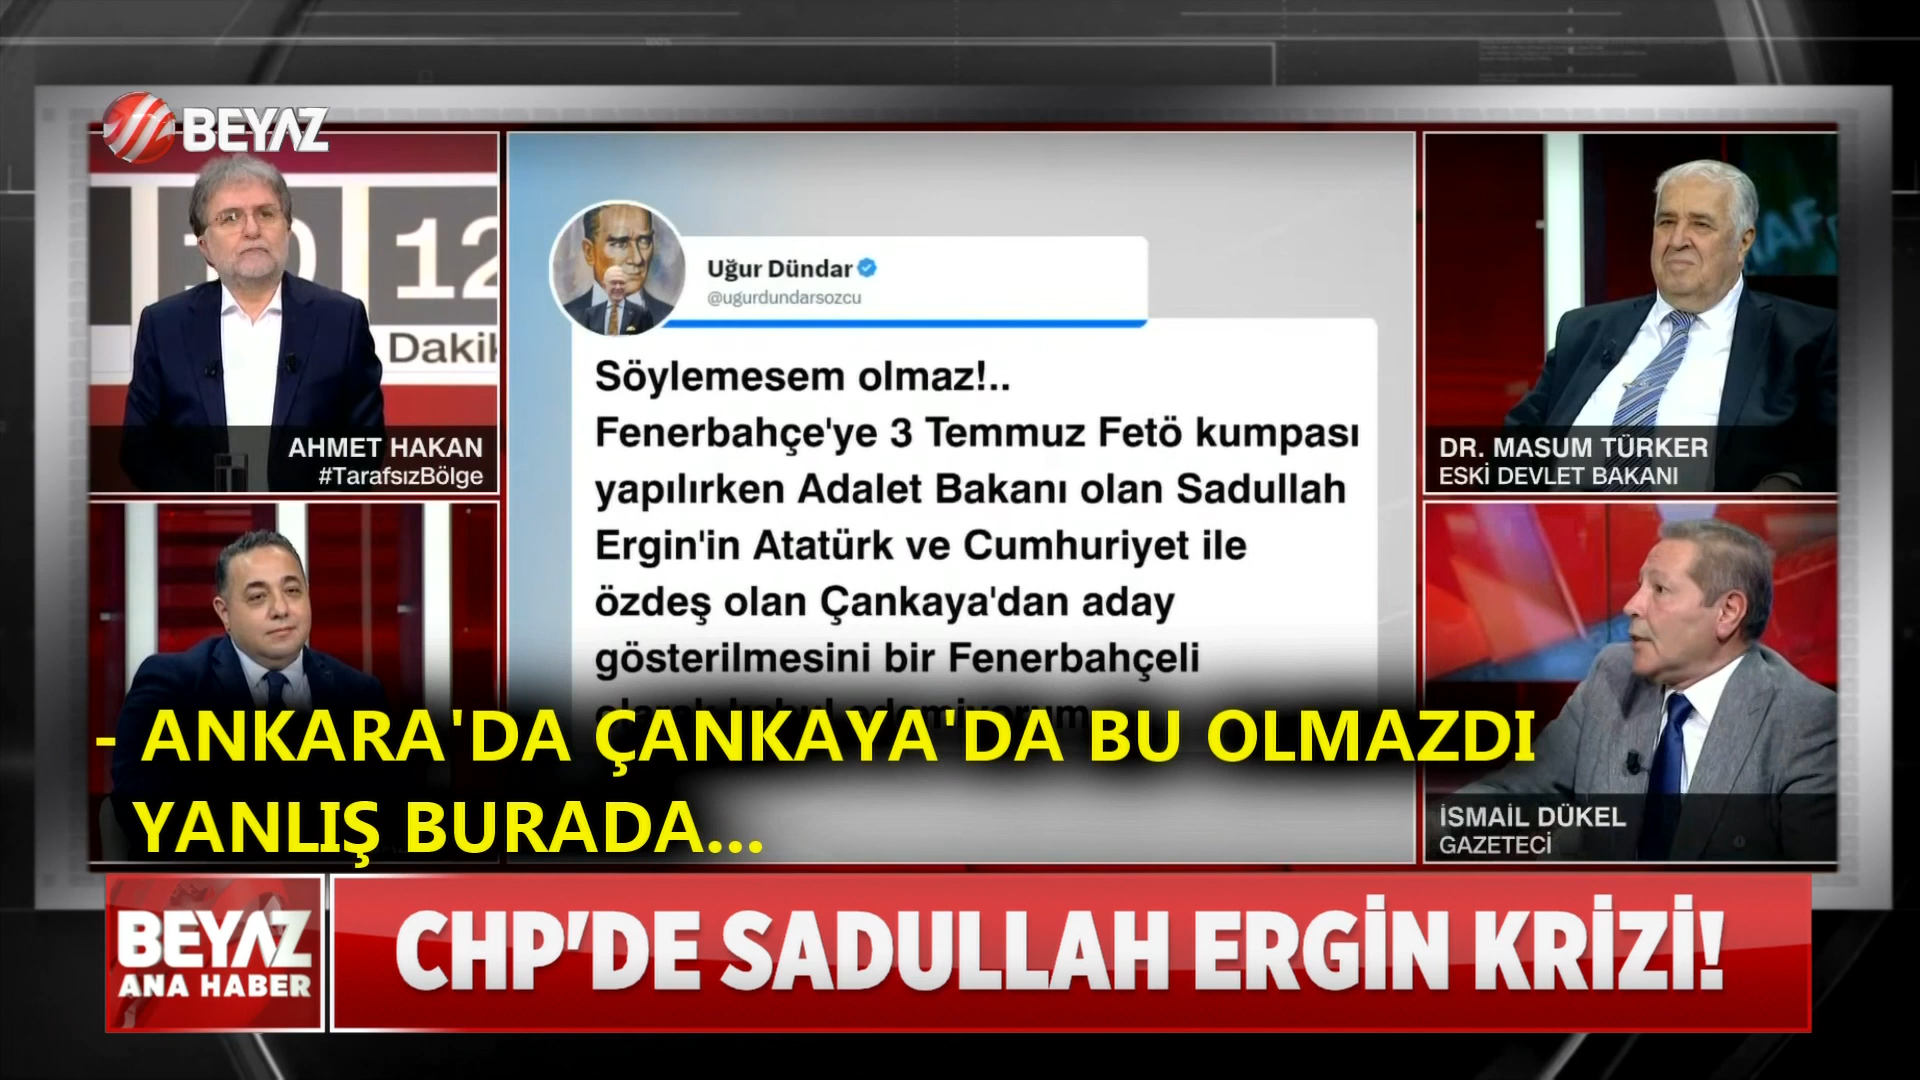 BEYAZ
12
Dakik
AHMET HAKAN
#TarafsızBölge
Uğur Dündar
@ugurdundarsozcu
Söylemesem olmaz!..
Fenerbahçe'ye 3 Temmuz Fetö kumpası
yapılırken Adalet Bakanı olan Sadullah
Ergin'in Atatürk ve Cumhuriyet ile
özdeş olan Çankaya'dan aday
gösterilmesini bir Fenerbahçeli
olarak kabul edemiyorum
DR. MASUM TÜRKER
ESKİ DEVLET BAKANI
İSMAİL DÜKEL
GAZETECİ
- ANKARA'DA ÇANKAYA'DA BU OLMAZDI
YANLIŞ BURADA...
BEYAZ
ANA HABER
CHP'DE SADULLAH ERGİN KRİZİ!